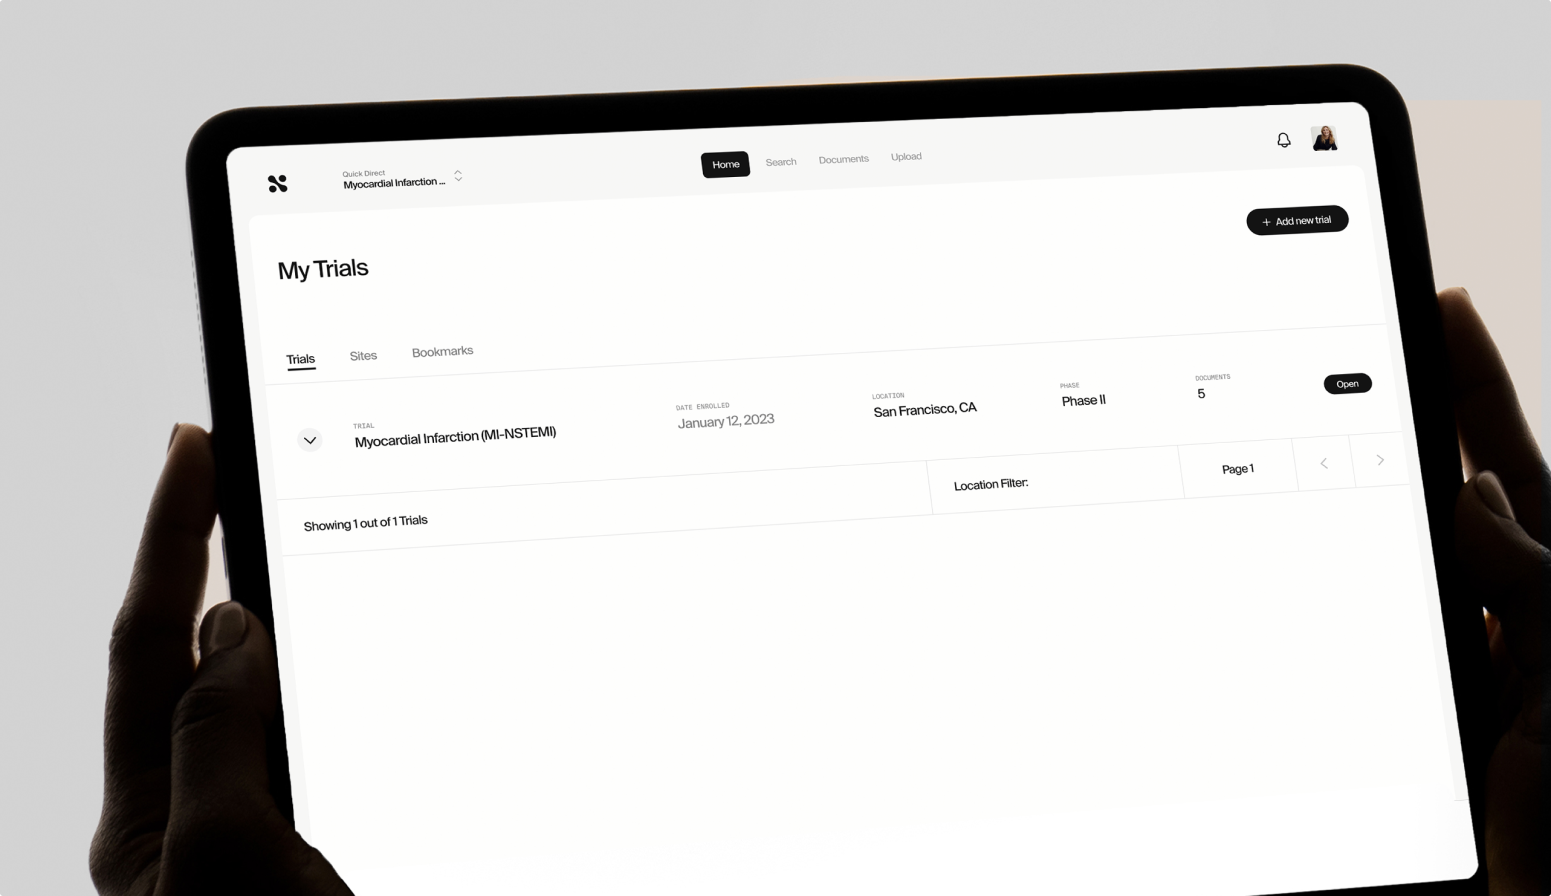 Quick Direct
Myocardial Infarction ...
Home
Search
Documents
Upload
+ Add new trial
My Trials
Trials
Sites
Bookmarks
TRIAL
Myocardial Infarction (MI-NSTEMI)
DATE ENROLLED
January 12, 2023
LOCATION
San Francisco, CA
PHASE
Phase II
DOCUMENTS
5
Open
Showing 1 out of 1 Trials
Location Filter:
Page 1